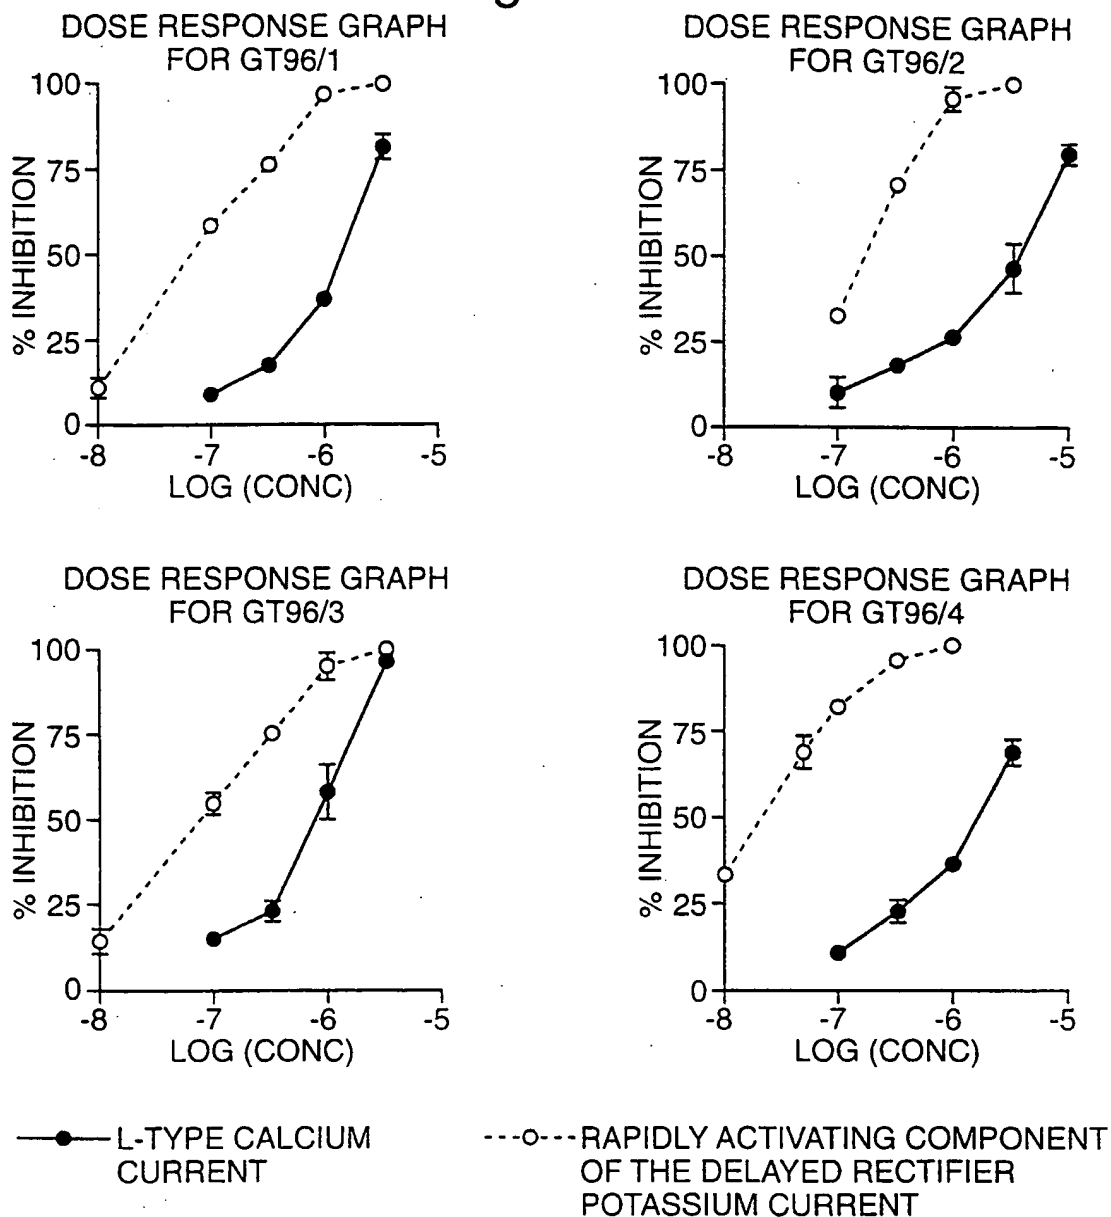 DOSE RESPONSE GRAPH
FOR GT96/1
100
75
50
25
0
% INHIBITION
-8
-7
-6
-5
LOG (CONC)
DOSE RESPONSE GRAPH
FOR GT96/2
100
75
50
25
0
% INHIBITION
-8
-7
-6
-5
LOG (CONC)
DOSE RESPONSE GRAPH
FOR GT96/3
100
75
50
25
0
% INHIBITION
-8
-7
-6
-5
LOG (CONC)
DOSE RESPONSE GRAPH
FOR GT96/4
100
75
50
25
0
% INHIBITION
-8
-7
-6
-5
LOG (CONC)
L-TYPE CALCIUM
CURRENT
RAPIDLY ACTIVATING COMPONENT
OF THE DELAYED RECTIFIER
POTASSIUM CURRENT